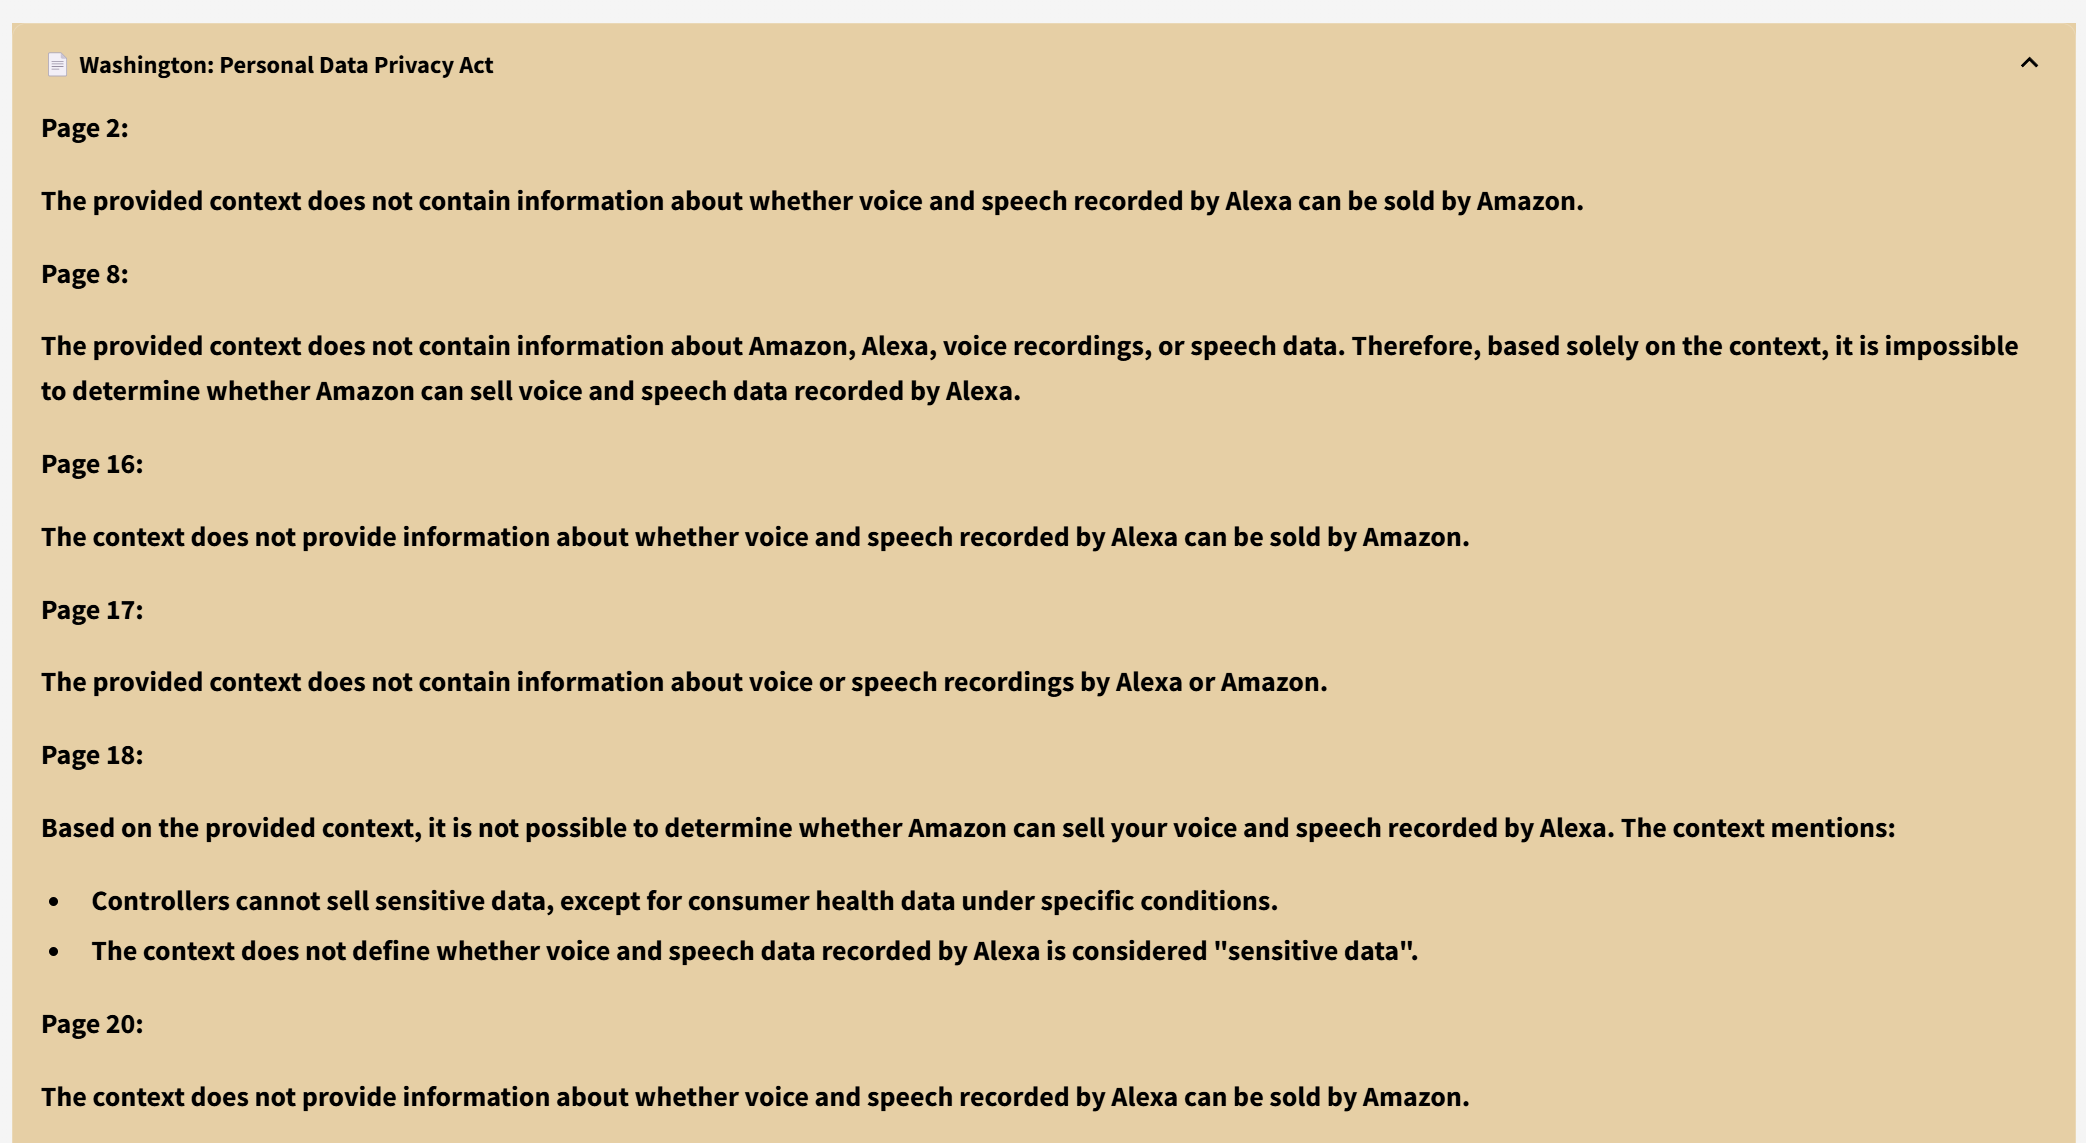 Washington: Personal Data Privacy Act
Page 2:
The provided context does not contain information about whether voice and speech recorded by Alexa can be sold by Amazon.
Page 8:
The provided context does not contain information about Amazon, Alexa, voice recordings, or speech data. Therefore, based solely on the context, it is impossible
to determine whether Amazon can sell voice and speech data recorded by Alexa.
Page 16:
The context does not provide information about whether voice and speech recorded by Alexa can be sold by Amazon.
Page 17:
The provided context does not contain information about voice or speech recordings by Alexa or Amazon.
Page 18:
Based on the provided context, it is not possible to determine whether Amazon can sell your voice and speech recorded by Alexa. The context mentions:
• Controllers cannot sell sensitive data, except for consumer health data under specific conditions.
• The context does not define whether voice and speech data recorded by Alexa is considered "sensitive data".
Page 20:
The context does not provide information about whether voice and speech recorded by Alexa can be sold by Amazon.